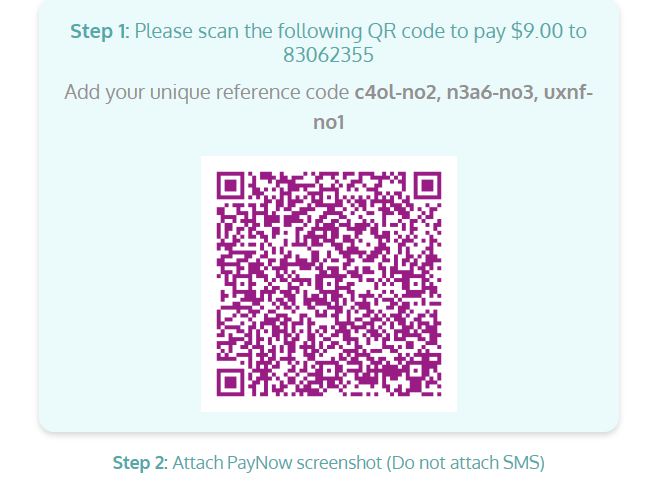 Step 1: Please scan the following QR code to pay $9.00 to
83062355
Add your unique reference code c4ol-no2, n3a6-no3, uxnf-
no1
Step 2: Attach PayNow screenshot (Do not attach SMS)